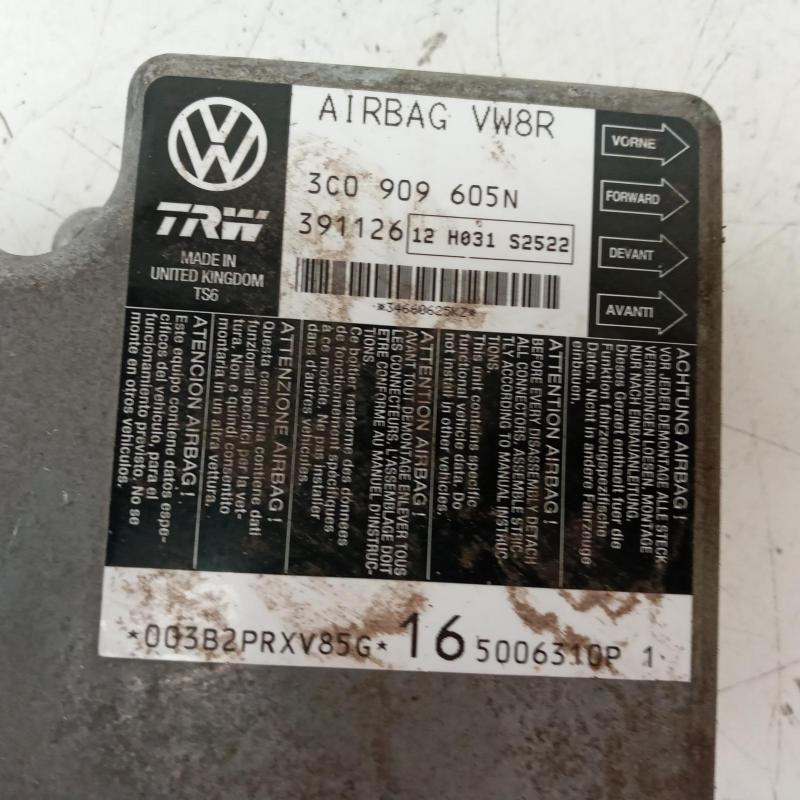 AIRBAG VW8R
3C0 909 605N
391126 12 H031 S2522
*34660625KZ*
TRW
MADE IN
UNITED KINGDOM
TS6
VORNE
FORWARD
DEVANT
AVANTI
ACHTUNG AIRBAG !
VOR JEDER DEMONTAGE ALLE STECK
VERBINDUNGEN LOESEN, MONTAGE
NUR NACH EINBAUANLEITUNG.
Dieses Geraet enthaelt fuer die
Funktion fahrzeugspezifische
Daten. Nicht in andere Fahrzeuge
einbauen.
ATTENTION AIRBAG !
BEFORE EVERY DISASSEMBLY DETACH
ALL CONNECTORS. ASSEMBLE STRIC-
TLY ACCORDING TO MANUAL INSTRUC
TIONS.
This unit contains specific
functional vehicle data. Do
not install in other vehicles.
ATTENTION AIRBAG !
AVANT TOUT DEMONTAGE ENLEVER TOUS
LES CONNECTEURS. L'ASSEMBLAGE DOIT
ETRE CONFORME AU MANUEL D'INSTRUC-
TIONS.
Ce boîtier renferme des données
de fonctionnement spécifiques
à ce modèle. Ne pas installer
dans d'autres véhicules.
ATTENZIONE AIRBAG !
Questa centralina contiene dati
funzionali specifici per la vet-
tura. Non e quindi consentito
montarla in un altra vettura.
ATENCION AIRBAG !
Este equipo contiene datos espe-
cíficos del vehículo, para el
funcionamiento previsto. No se
monte en otros vehículos.
*003B2PRXV85G* 16 5006310P 1